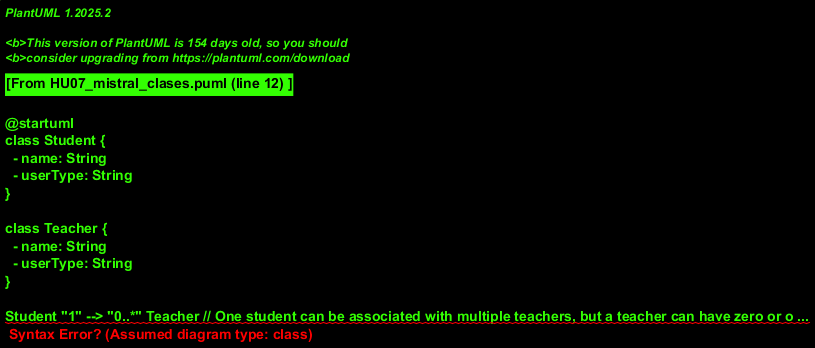 PlantUML 1.2025.2
<b>This version of PlantUML is 154 days old, so you should
<b>consider upgrading from https://plantuml.com/download
[From HU07_mistral_clases.puml (line 12) ]
@startuml
class Student {
- name: String
- userType: String
}
class Teacher {
- name: String
- userType: String
}
Student "1" --> "0..*" Teacher // One student can be associated with multiple teachers, but a teacher can have zero or o ...
Syntax Error? (Assumed diagram type: class)